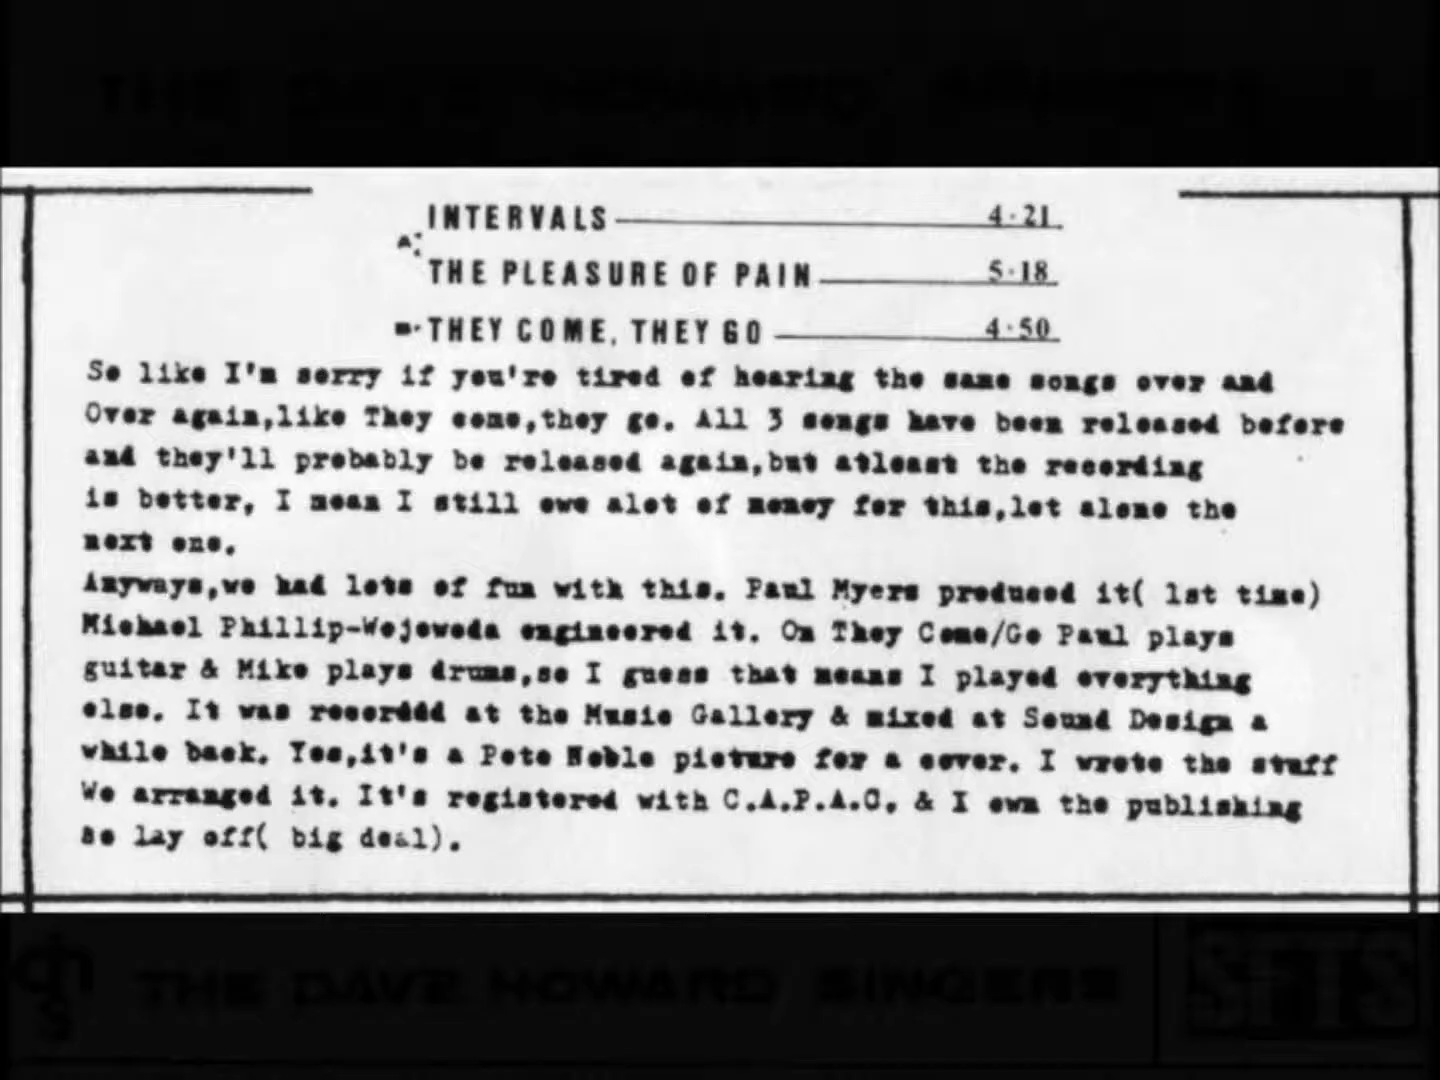 THE DAVE HOWARD SINGERS
INTERVALS 4·21
A:
THE PLEASURE OF PAIN 5·18
B· THEY COME, THEY GO 4·50
So like I'm sorry if you're tired of hearing the same songs over and
Over again,like They come,they go. All 3 songs have been released before
and they'll probably be released again,but atleast the recording
is better, I mean I still owe alot of money for this,let alone the
next one.
Anyways,we had lots of fun with this. Paul Myers produced it( 1st time)
Michael Phillip-Wojewoda engineered it. On They Come/Go Paul plays
guitar & Mike plays drums,so I guess that means I played everything
else. It was recorddd at the Music Gallery & mixed at Sound Design a
while back. Yes,it's a Pete Noble picture for a cover. I wrote the stuff
We arranged it. It's registered with C.A.P.A.C. & I own the publishing
so lay off( big deal).
dhs THE DAVE HOWARD SINGERS